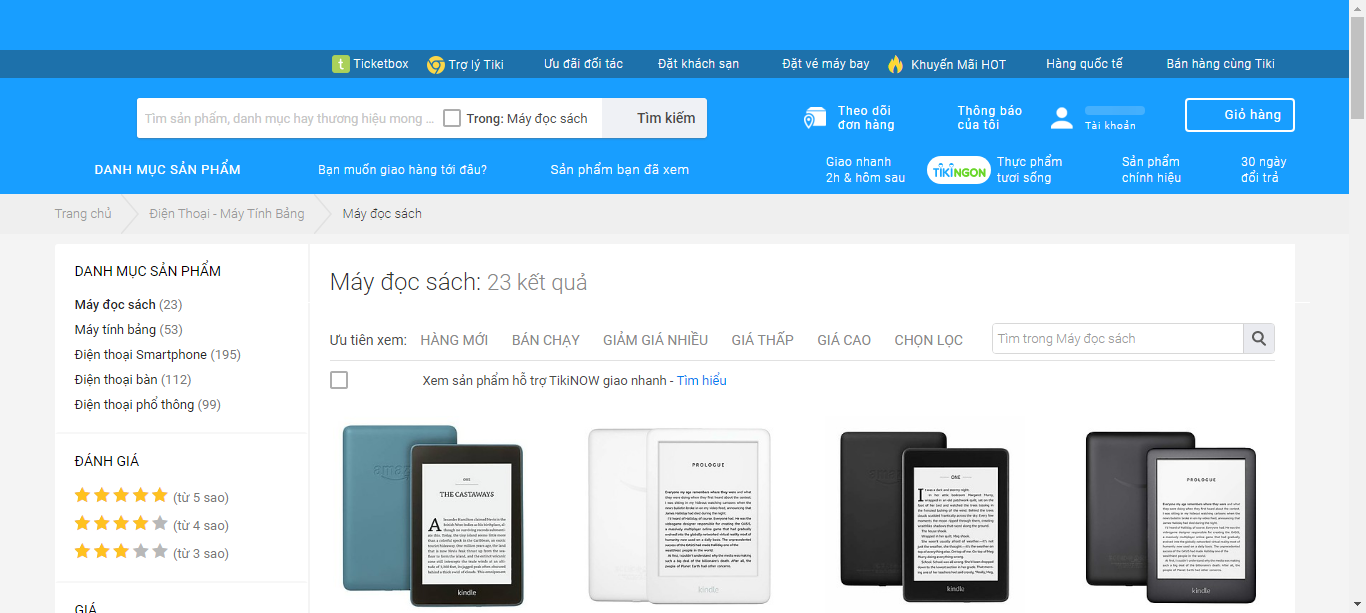 Ticketbox Trợ lý Tiki Ưu đãi đối tác Đặt khách sạn Đặt vé máy bay Khuyến Mãi HOT Hàng quốc tế Bán hàng cùng Tiki
Tìm sản phẩm, danh mục hay thương hiệu mong ... Trong: Máy đọc sách Tìm kiếm
Theo dõi
đơn hàng
Thông báo
của tôi
Tài khoản
Giỏ hàng
DANH MỤC SẢN PHẨM Bạn muốn giao hàng tới đâu? Sản phẩm bạn đã xem
Giao nhanh
2h & hôm sau
TIKINGON
Thực phẩm
tươi sống
Sản phẩm
chính hiệu
30 ngày
đổi trả
Trang chủ Điện Thoại - Máy Tính Bảng Máy đọc sách
DANH MỤC SẢN PHẨM
Máy đọc sách (23)
Máy tính bảng (53)
Điện thoại Smartphone (195)
Điện thoại bàn (112)
Điện thoại phổ thông (99)
ĐÁNH GIÁ
(từ 5 sao)
(từ 4 sao)
(từ 3 sao)
GIÁ
Máy đọc sách: 23 kết quả
Ưu tiên xem: HÀNG MỚI BÁN CHẠY GIẢM GIÁ NHIỀU GIÁ THẤP GIÁ CAO CHỌN LỌC Tìm trong Máy đọc sách
Xem sản phẩm hỗ trợ TikiNOW giao nhanh - Tìm hiểu
ONE
THE CASTAWAYS
kindle
PROLOGUE
kindle
ONE
kindle
PROLOGUE
kindle